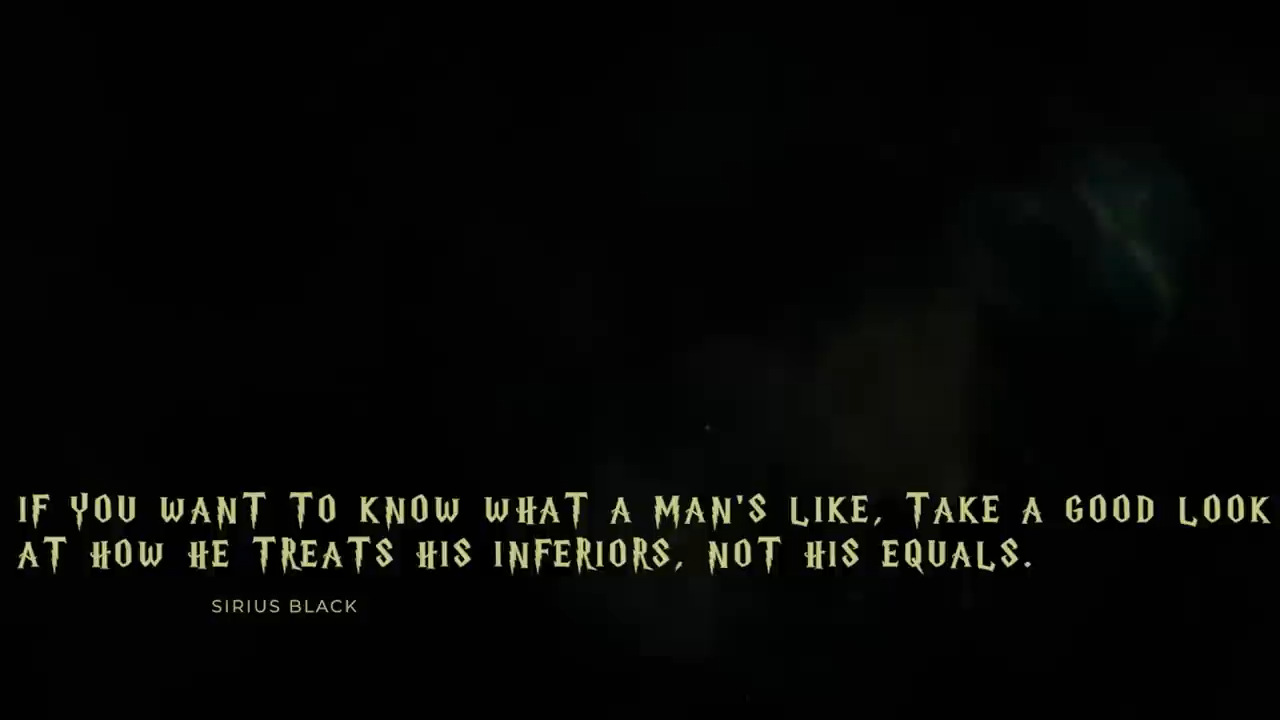 IF YOU WANT TO KNOW WHAT A MAN'S LIKE, TAKE A GOOD LOOK
AT HOW HE TREATS HIS INFERIORS, NOT HIS EQUALS.
SIRIUS BLACK